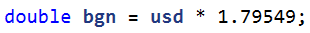 double bgn = usd * 1.79549;